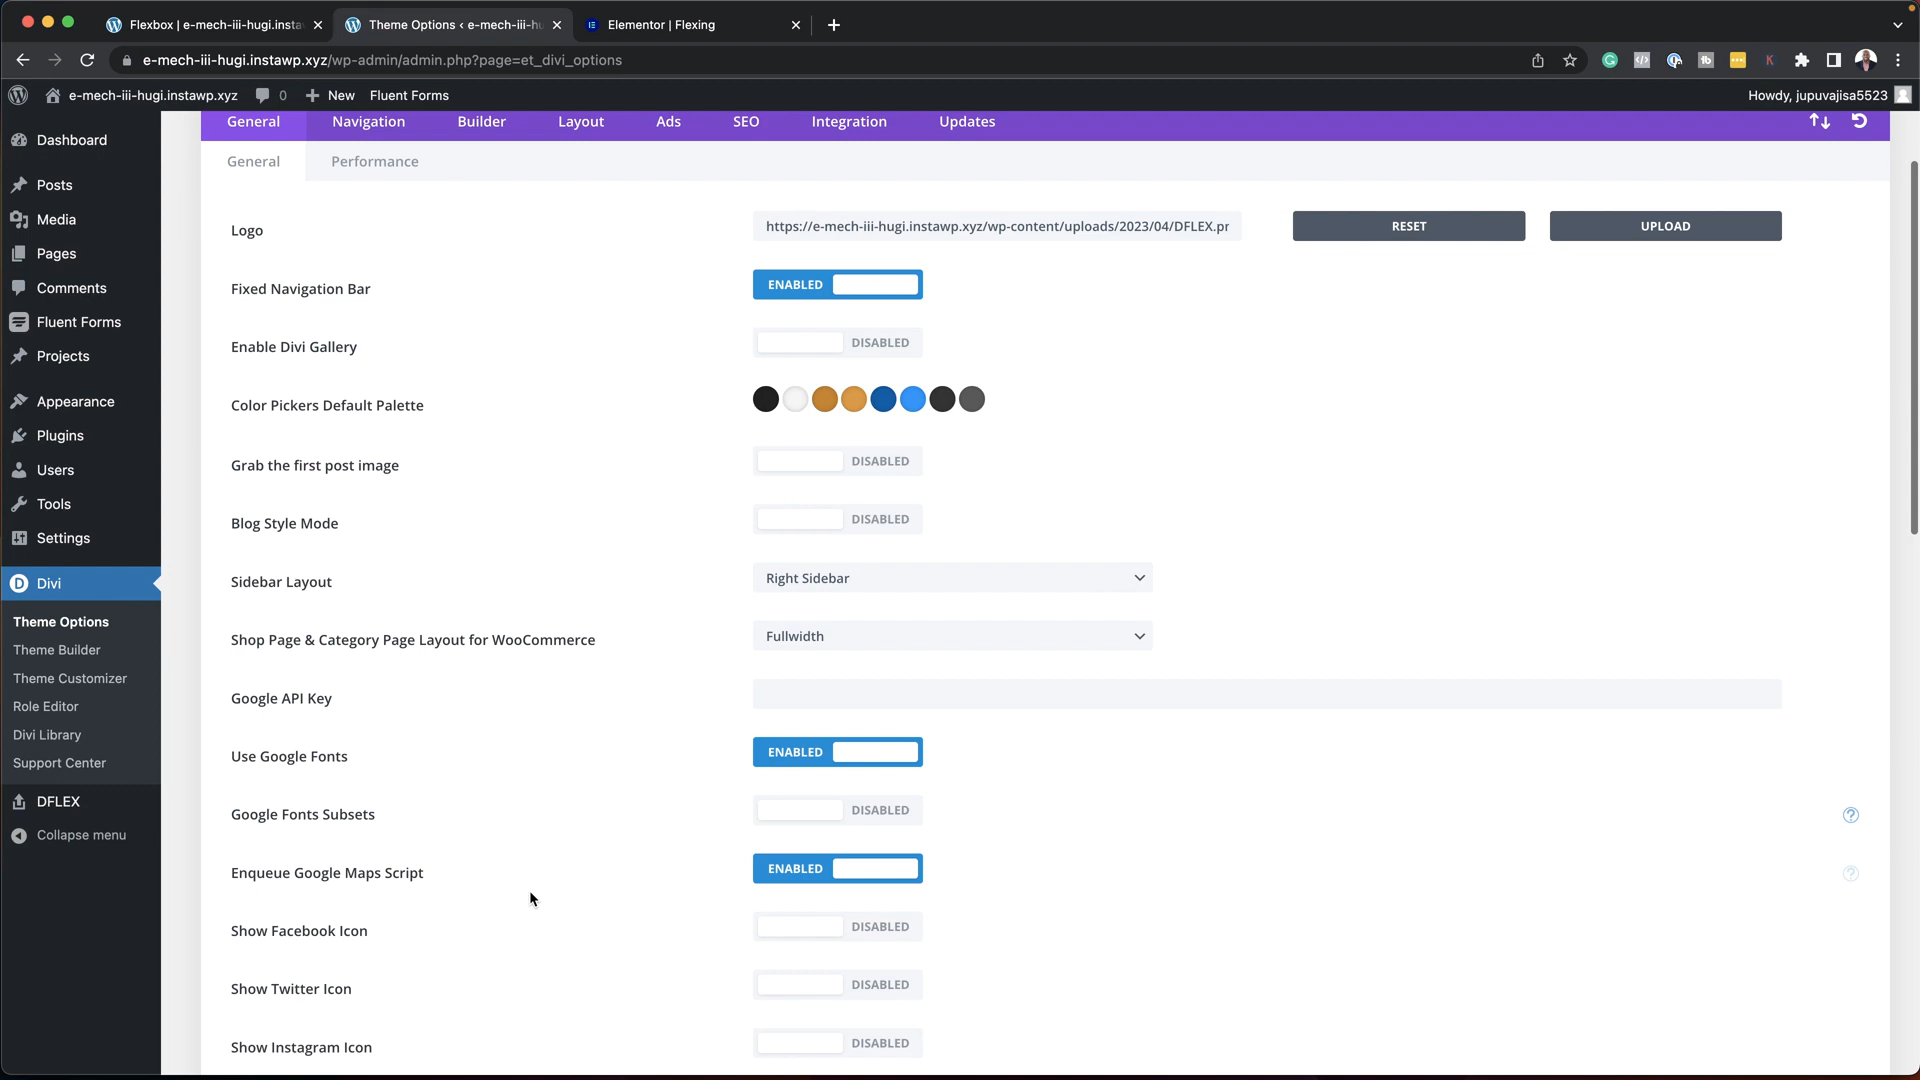 Flexbox | e-mech-iii-hugi.insta
Theme Options ‹ e-mech-iii-hu
Elementor | Flexing
e-mech-iii-hugi.instawp.xyz/wp-admin/admin.php?page=et_divi_options
e-mech-iii-hugi.instawp.xyz
0
New
Fluent Forms
Howdy, jupuvajisa5523
Dashboard
Posts
Media
Pages
Comments
Fluent Forms
Projects
Appearance
Plugins
Users
Tools
Settings
Divi
Theme Options
Theme Builder
Theme Customizer
Role Editor
Divi Library
Support Center
DFLEX
Collapse menu
General
Navigation
Builder
Layout
Ads
SEO
Integration
Updates
General
Performance
Logo
https://e-mech-iii-hugi.instawp.xyz/wp-content/uploads/2023/04/DFLEX.pr
RESET
UPLOAD
Fixed Navigation Bar
ENABLED
Enable Divi Gallery
DISABLED
Color Pickers Default Palette
Grab the first post image
DISABLED
Blog Style Mode
DISABLED
Sidebar Layout
Right Sidebar
Shop Page & Category Page Layout for WooCommerce
Fullwidth
Google API Key
Use Google Fonts
ENABLED
Google Fonts Subsets
DISABLED
?
Enqueue Google Maps Script
ENABLED
?
Show Facebook Icon
DISABLED
Show Twitter Icon
DISABLED
Show Instagram Icon
DISABLED